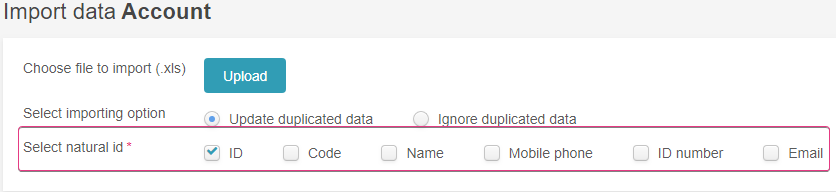 Import data Account
Choose file to import (.xls) Upload
Select importing option Update duplicated data Ignore duplicated data
Select natural id * ID Code Name Mobile phone ID number Email